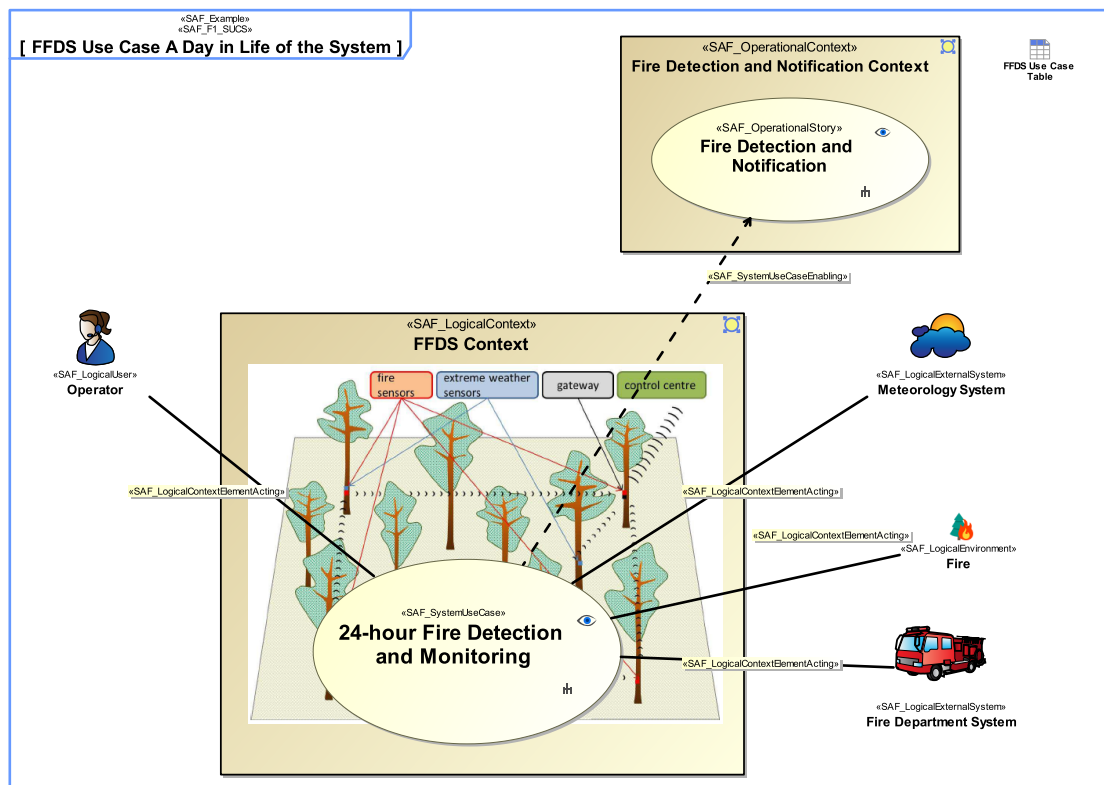 «SAF_Example»
«SAF_F1_SUCS»
[ FFDS Use Case A Day in Life of the System ]
«SAF_OperationalContext»
Fire Detection and Notification Context
FFDS Use Case
Table
«SAF_OperationalStory»
Fire Detection and
Notification
«SAF_SystemUseCaseEnabling»
«SAF_LogicalContext»
FFDS Context
«SAF_LogicalUser»
Operator
«SAF_LogicalExternalSystem»
Meteorology System
fire
sensors
extreme weather
sensors
gateway
control centre
«SAF_LogicalContextElementActing»
«SAF_LogicalContextElementActing»
«SAF_LogicalContextElementActing»
«SAF_LogicalEnvironment»
Fire
«SAF_SystemUseCase»
24-hour Fire Detection
and Monitoring
«SAF_LogicalContextElementActing»
«SAF_LogicalExternalSystem»
Fire Department System